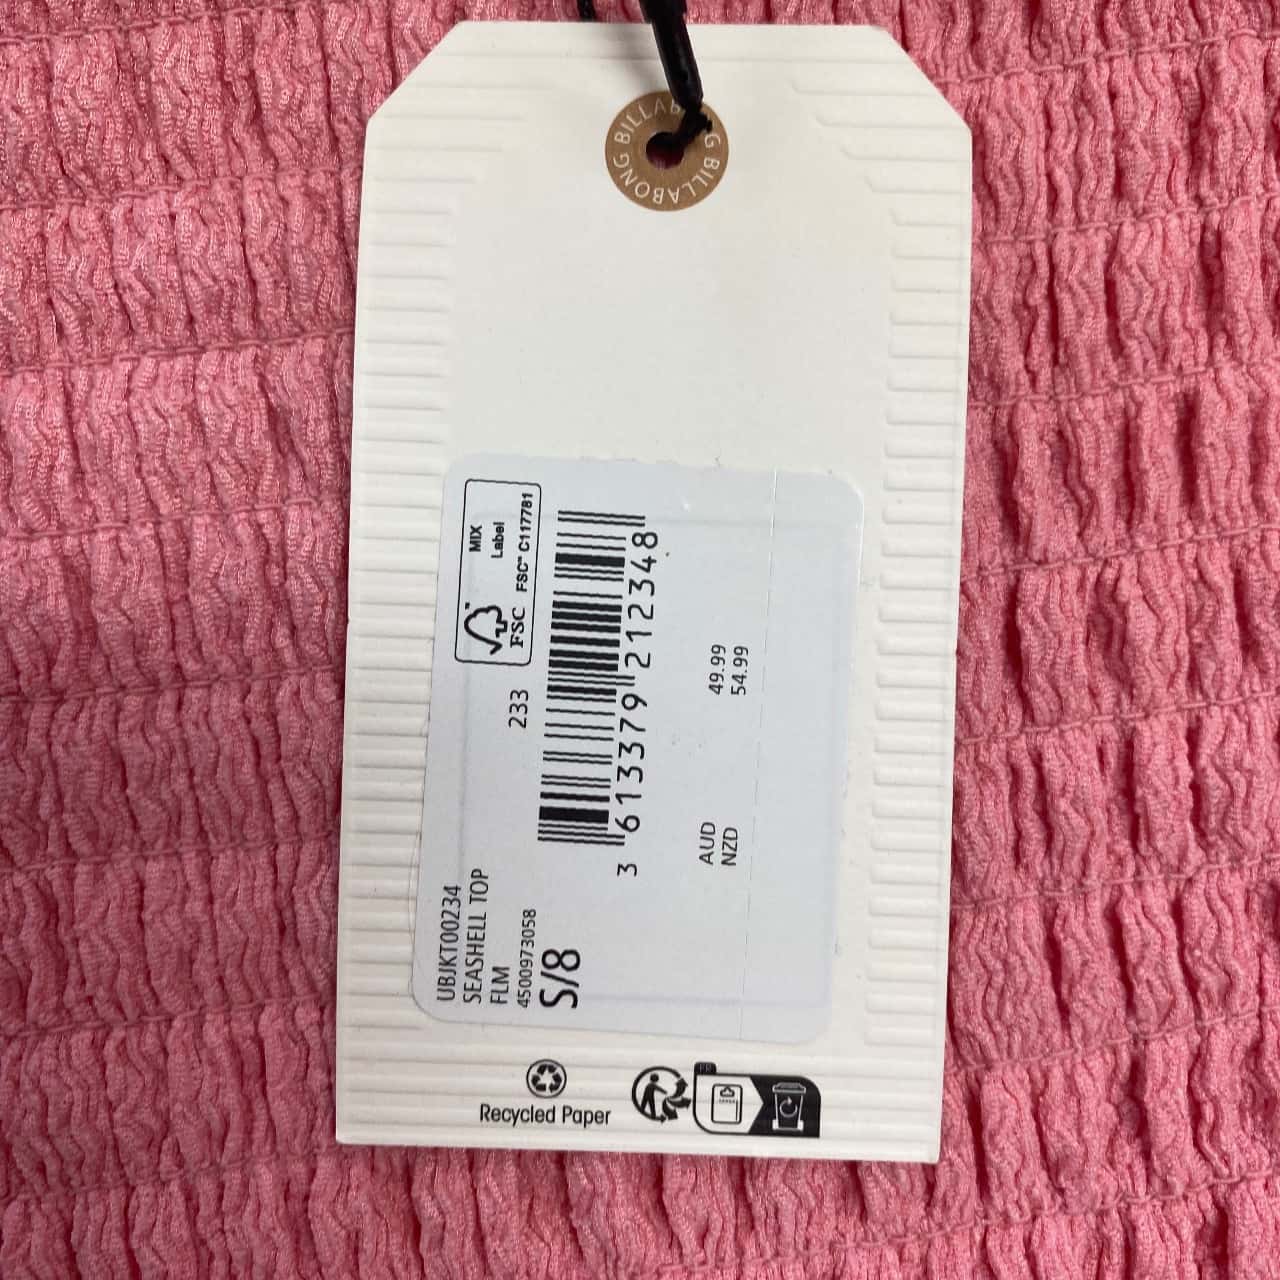 BILLABONG BILLABONG
UBJKT00234
SEASHELL TOP
FLM
4500973058
S/8
233
FSC
MIX
Label
FSC™ C117781
3 613379 212348
AUD 49.99
NZD 54.99
Recycled Paper
FR